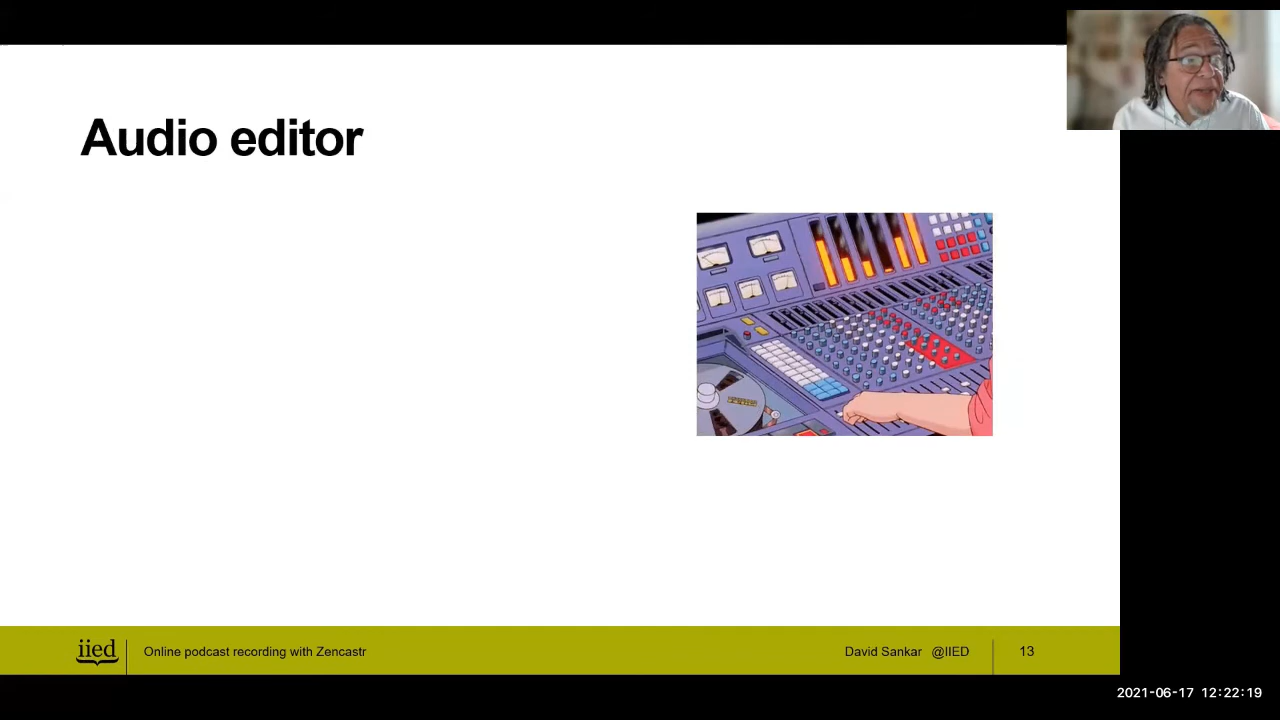 Audio editor
iied
Online podcast recording with Zencastr
David Sankar @IIED
13
2021-06-17 12:22:19